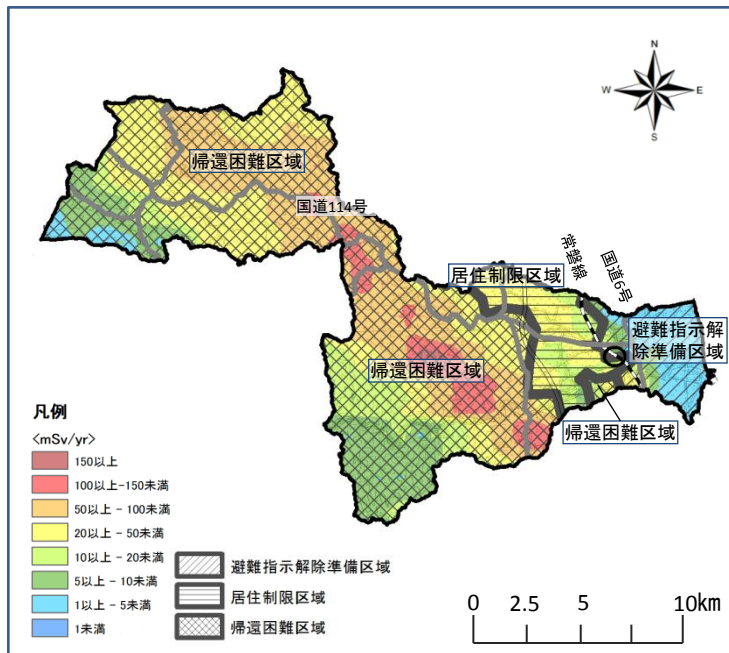 N
W
E
S
帰還困難区域
国道114号
居住制限区域
常磐線
国道6号
避難指示解
除準備区域
帰還困難区域
帰還困難区域
凡例
<mSv/yr>
150以上
100以上-150未満
50以上 - 100未満
20以上 - 50未満
10以上 - 20未満
5以上 - 10未満
1以上 - 5未満
1未満
避難指示解除準備区域
居住制限区域
帰還困難区域
0 2.5 5 10km